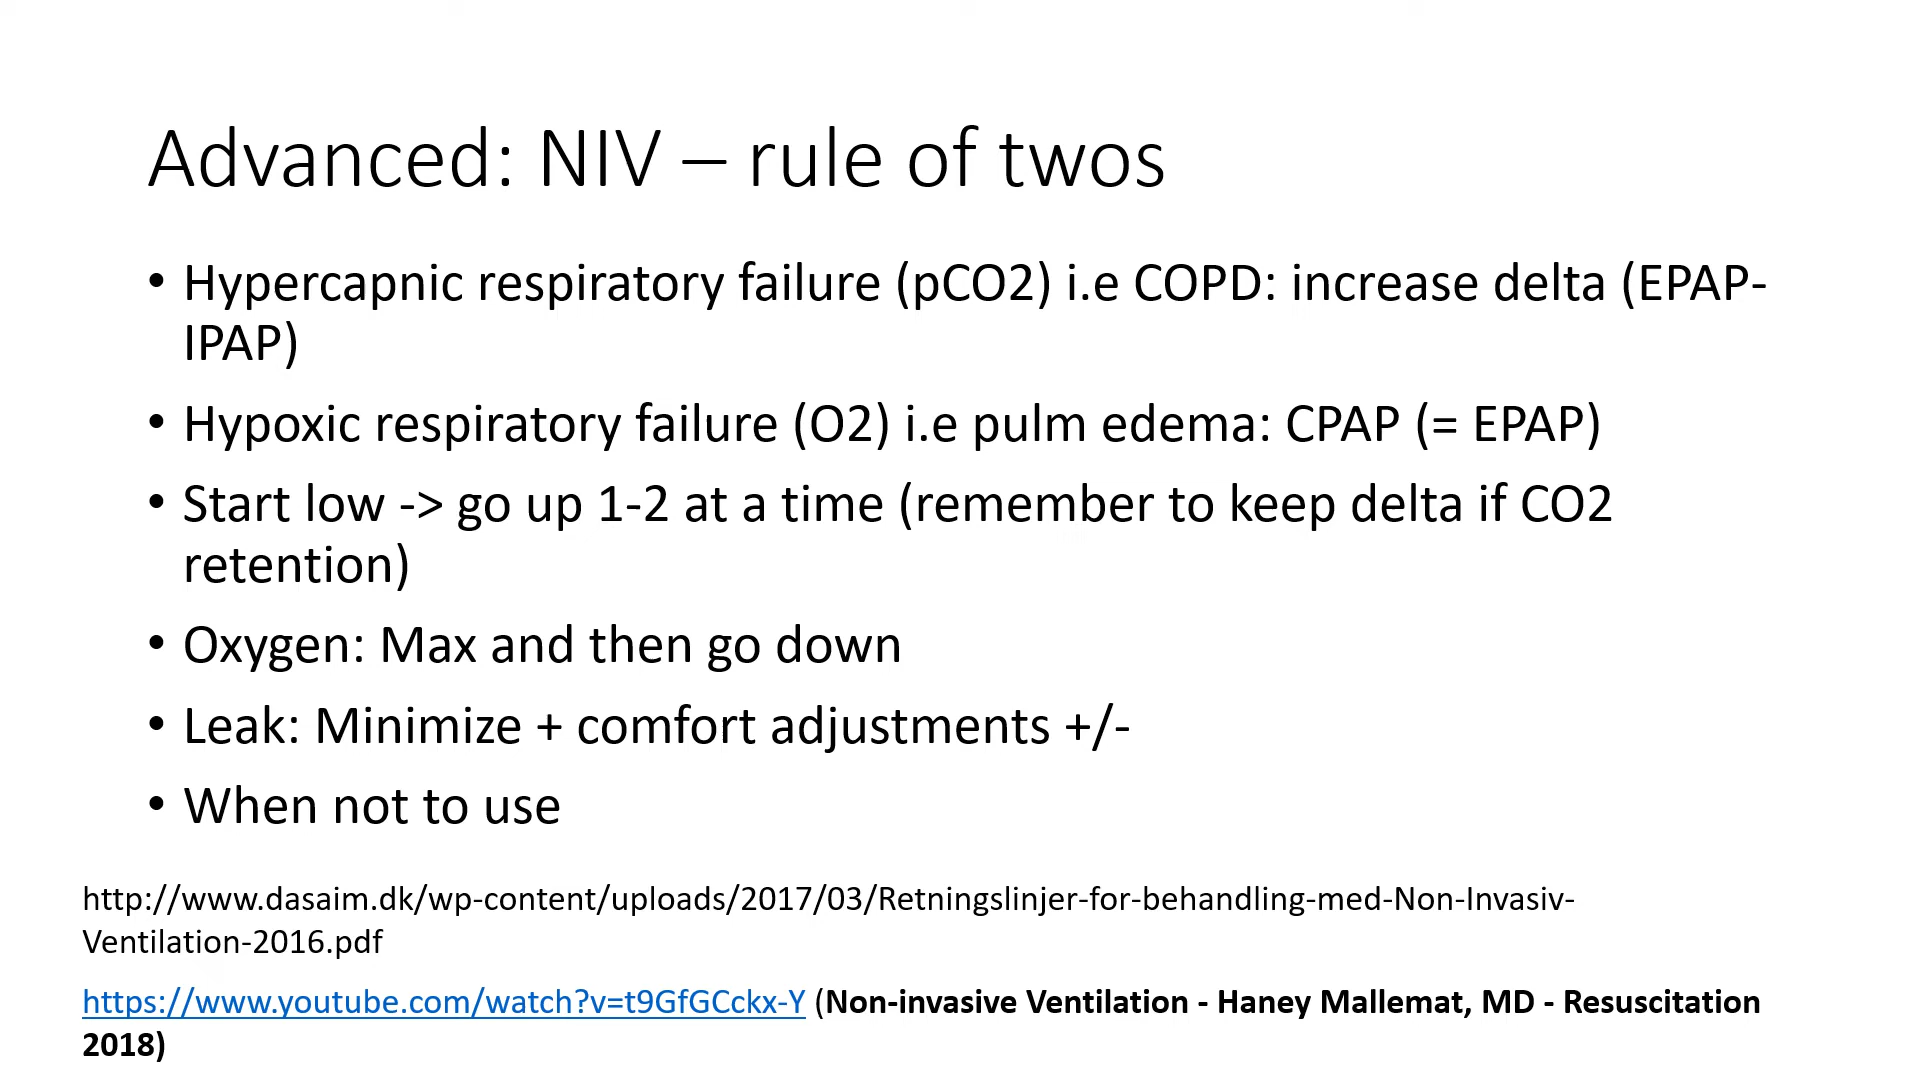 Advanced: NIV – rule of twos
• Hypercapnic respiratory failure (pCO2) i.e COPD: increase delta (EPAP-
IPAP)
• Hypoxic respiratory failure (O2) i.e pulm edema: CPAP (= EPAP)
• Start low -> go up 1-2 at a time (remember to keep delta if CO2
retention)
• Oxygen: Max and then go down
• Leak: Minimize + comfort adjustments +/-
• When not to use
http://www.dasaim.dk/wp-content/uploads/2017/03/Retningslinjer-for-behandling-med-Non-Invasiv-
Ventilation-2016.pdf
https://www.youtube.com/watch?v=t9GfGCckx-Y (Non-invasive Ventilation - Haney Mallemat, MD - Resuscitation
2018)